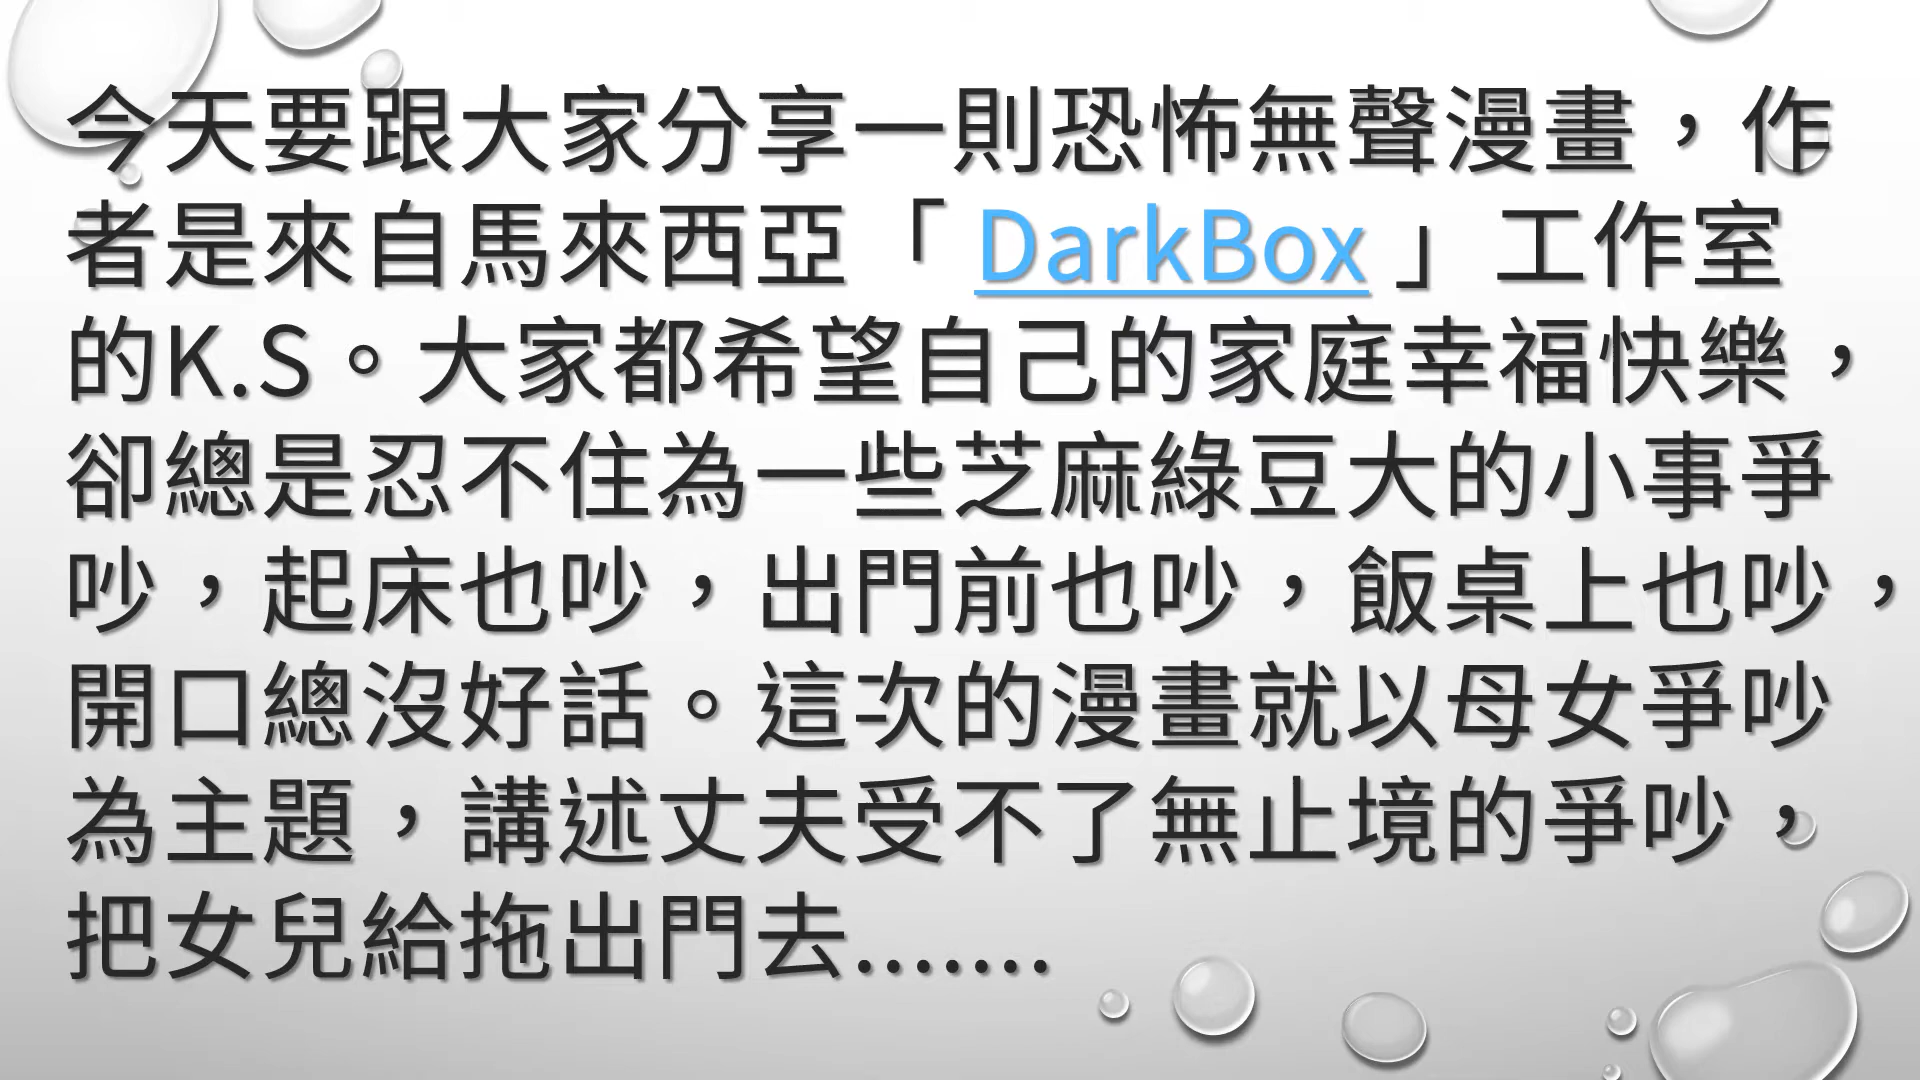 今天要跟大家分享一則恐怖無聲漫畫，作
者是來自馬來西亞「DarkBox」工作室
的K.S。大家都希望自己的家庭幸福快樂，
卻總是忍不住為一些芝麻綠豆大的小事爭
吵，起床也吵，出門前也吵，飯桌上也吵，
開口總沒好話。這次的漫畫就以母女爭吵
為主題，講述丈夫受不了無止境的爭吵，
把女兒給拖出門去.......